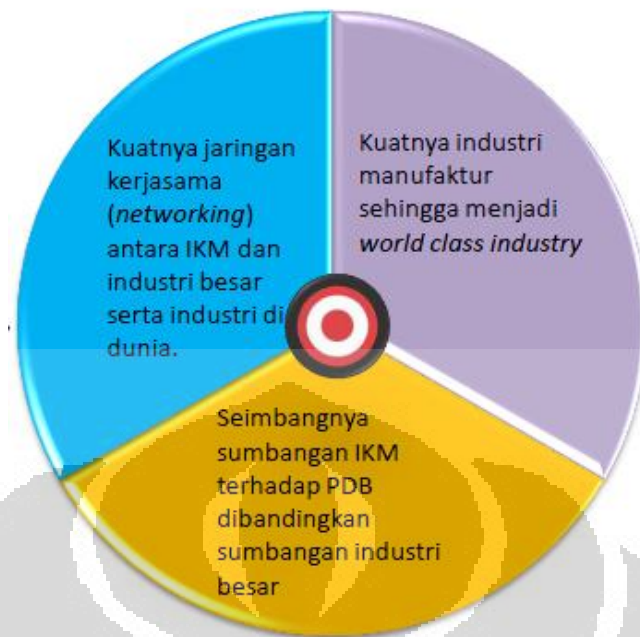 Kuatnya jaringan
kerjasama
(networking)
antara IKM dan
industri besar
serta industri di
dunia.
Kuatnya industri
manufaktur
sehingga menjadi
world class industry
Seimbangnya
sumbangan IKM
terhadap PDB
dibandingkan
sumbangan industri
besar